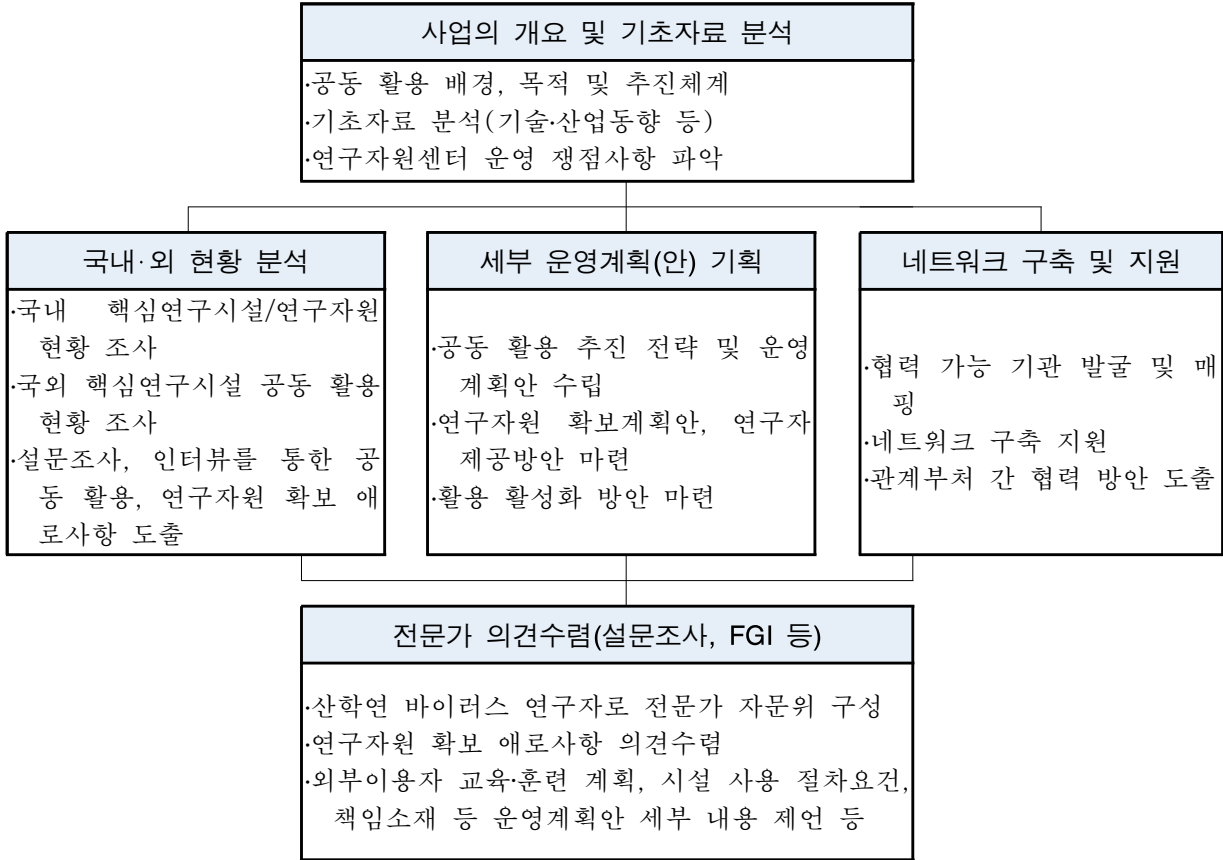 사업의 개요 및 기초자료 분석
·공동 활용 배경, 목적 및 추진체계
·기초자료 분석(기술·산업동향 등)
·연구자원센터 운영 쟁점사항 파악
국내·외 현황 분석
·국내 핵심연구시설/연구자원
현황 조사
·국외 핵심연구시설 공동 활용
현황 조사
·설문조사, 인터뷰를 통한 공
동 활용, 연구자원 확보 애
로사항 도출
세부 운영계획(안) 기획
·공동 활용 추진 전략 및 운영
계획안 수립
·연구자원 확보계획안, 연구자
제공방안 마련
·활용 활성화 방안 마련
네트워크 구축 및 지원
·협력 가능 기관 발굴 및 매
핑
·네트워크 구축 지원
·관계부처 간 협력 방안 도출
전문가 의견수렴(설문조사, FGI 등)
·산학연 바이러스 연구자로 전문가 자문위 구성
·연구자원 확보 애로사항 의견수렴
·외부이용자 교육·훈련 계획, 시설 사용 절차요건,
책임소재 등 운영계획안 세부 내용 제언 등